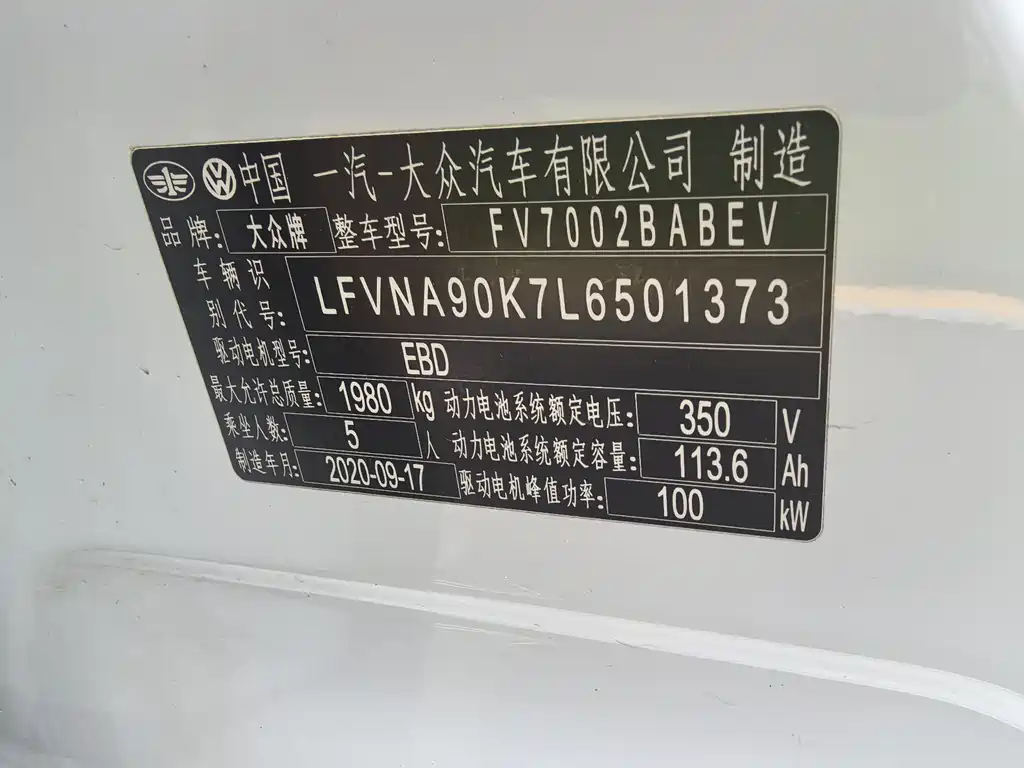 中国 一汽-大众汽车有限公司 制造
品牌: 大众牌 整车型号: FV7002BABEV
车辆识别代号: LFVNA90K7L6501373
驱动电机型号: EBD
最大允许总质量: 1980 kg 动力电池系统额定电压: 350 V
乘坐人数: 5 人 动力电池系统额定容量: 113.6 Ah
制造年月: 2020-09-17 驱动电机峰值功率: 100 kW